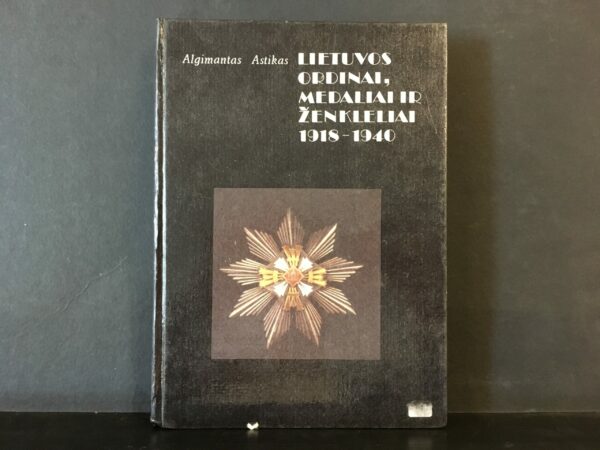 Algimantas Astikas
LIETUVOS
ORDINAI,
MEDALIAI IR
ŽENKLELIAI
1918-1940